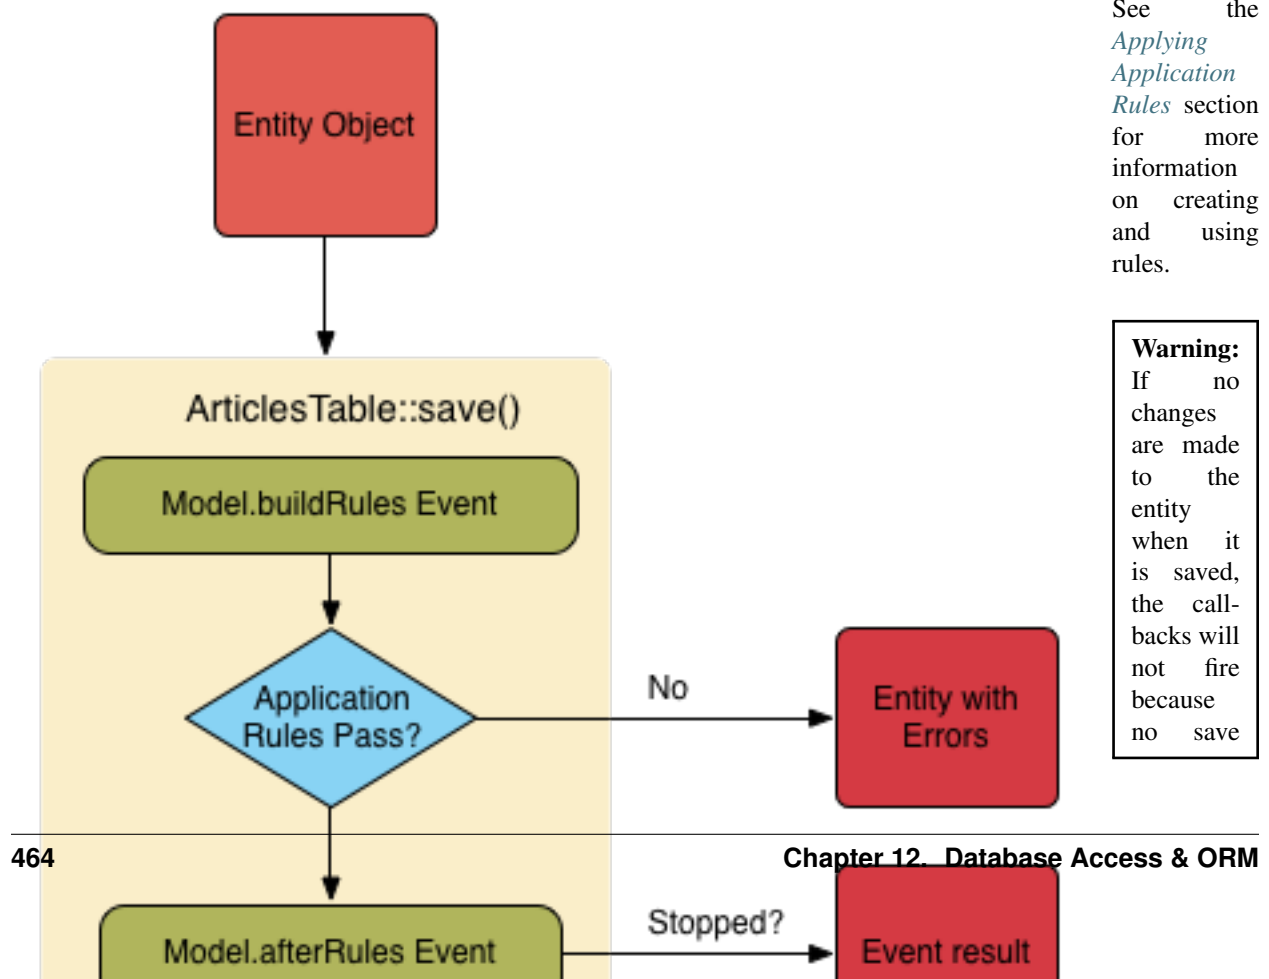 Entity Object
ArticlesTable::save()
Model.buildRules Event
Application
Rules Pass?
No
Entity with
Errors
See the
Applying
Application
Rules section
for more
information
on creating
and using
rules.
Warning:
If no
changes
are made
to the
entity
when it
is saved,
the call-
backs will
not fire
because
no save
464
Chapter 12. Database Access & ORM
Model.afterRules Event
Stopped?
Event result